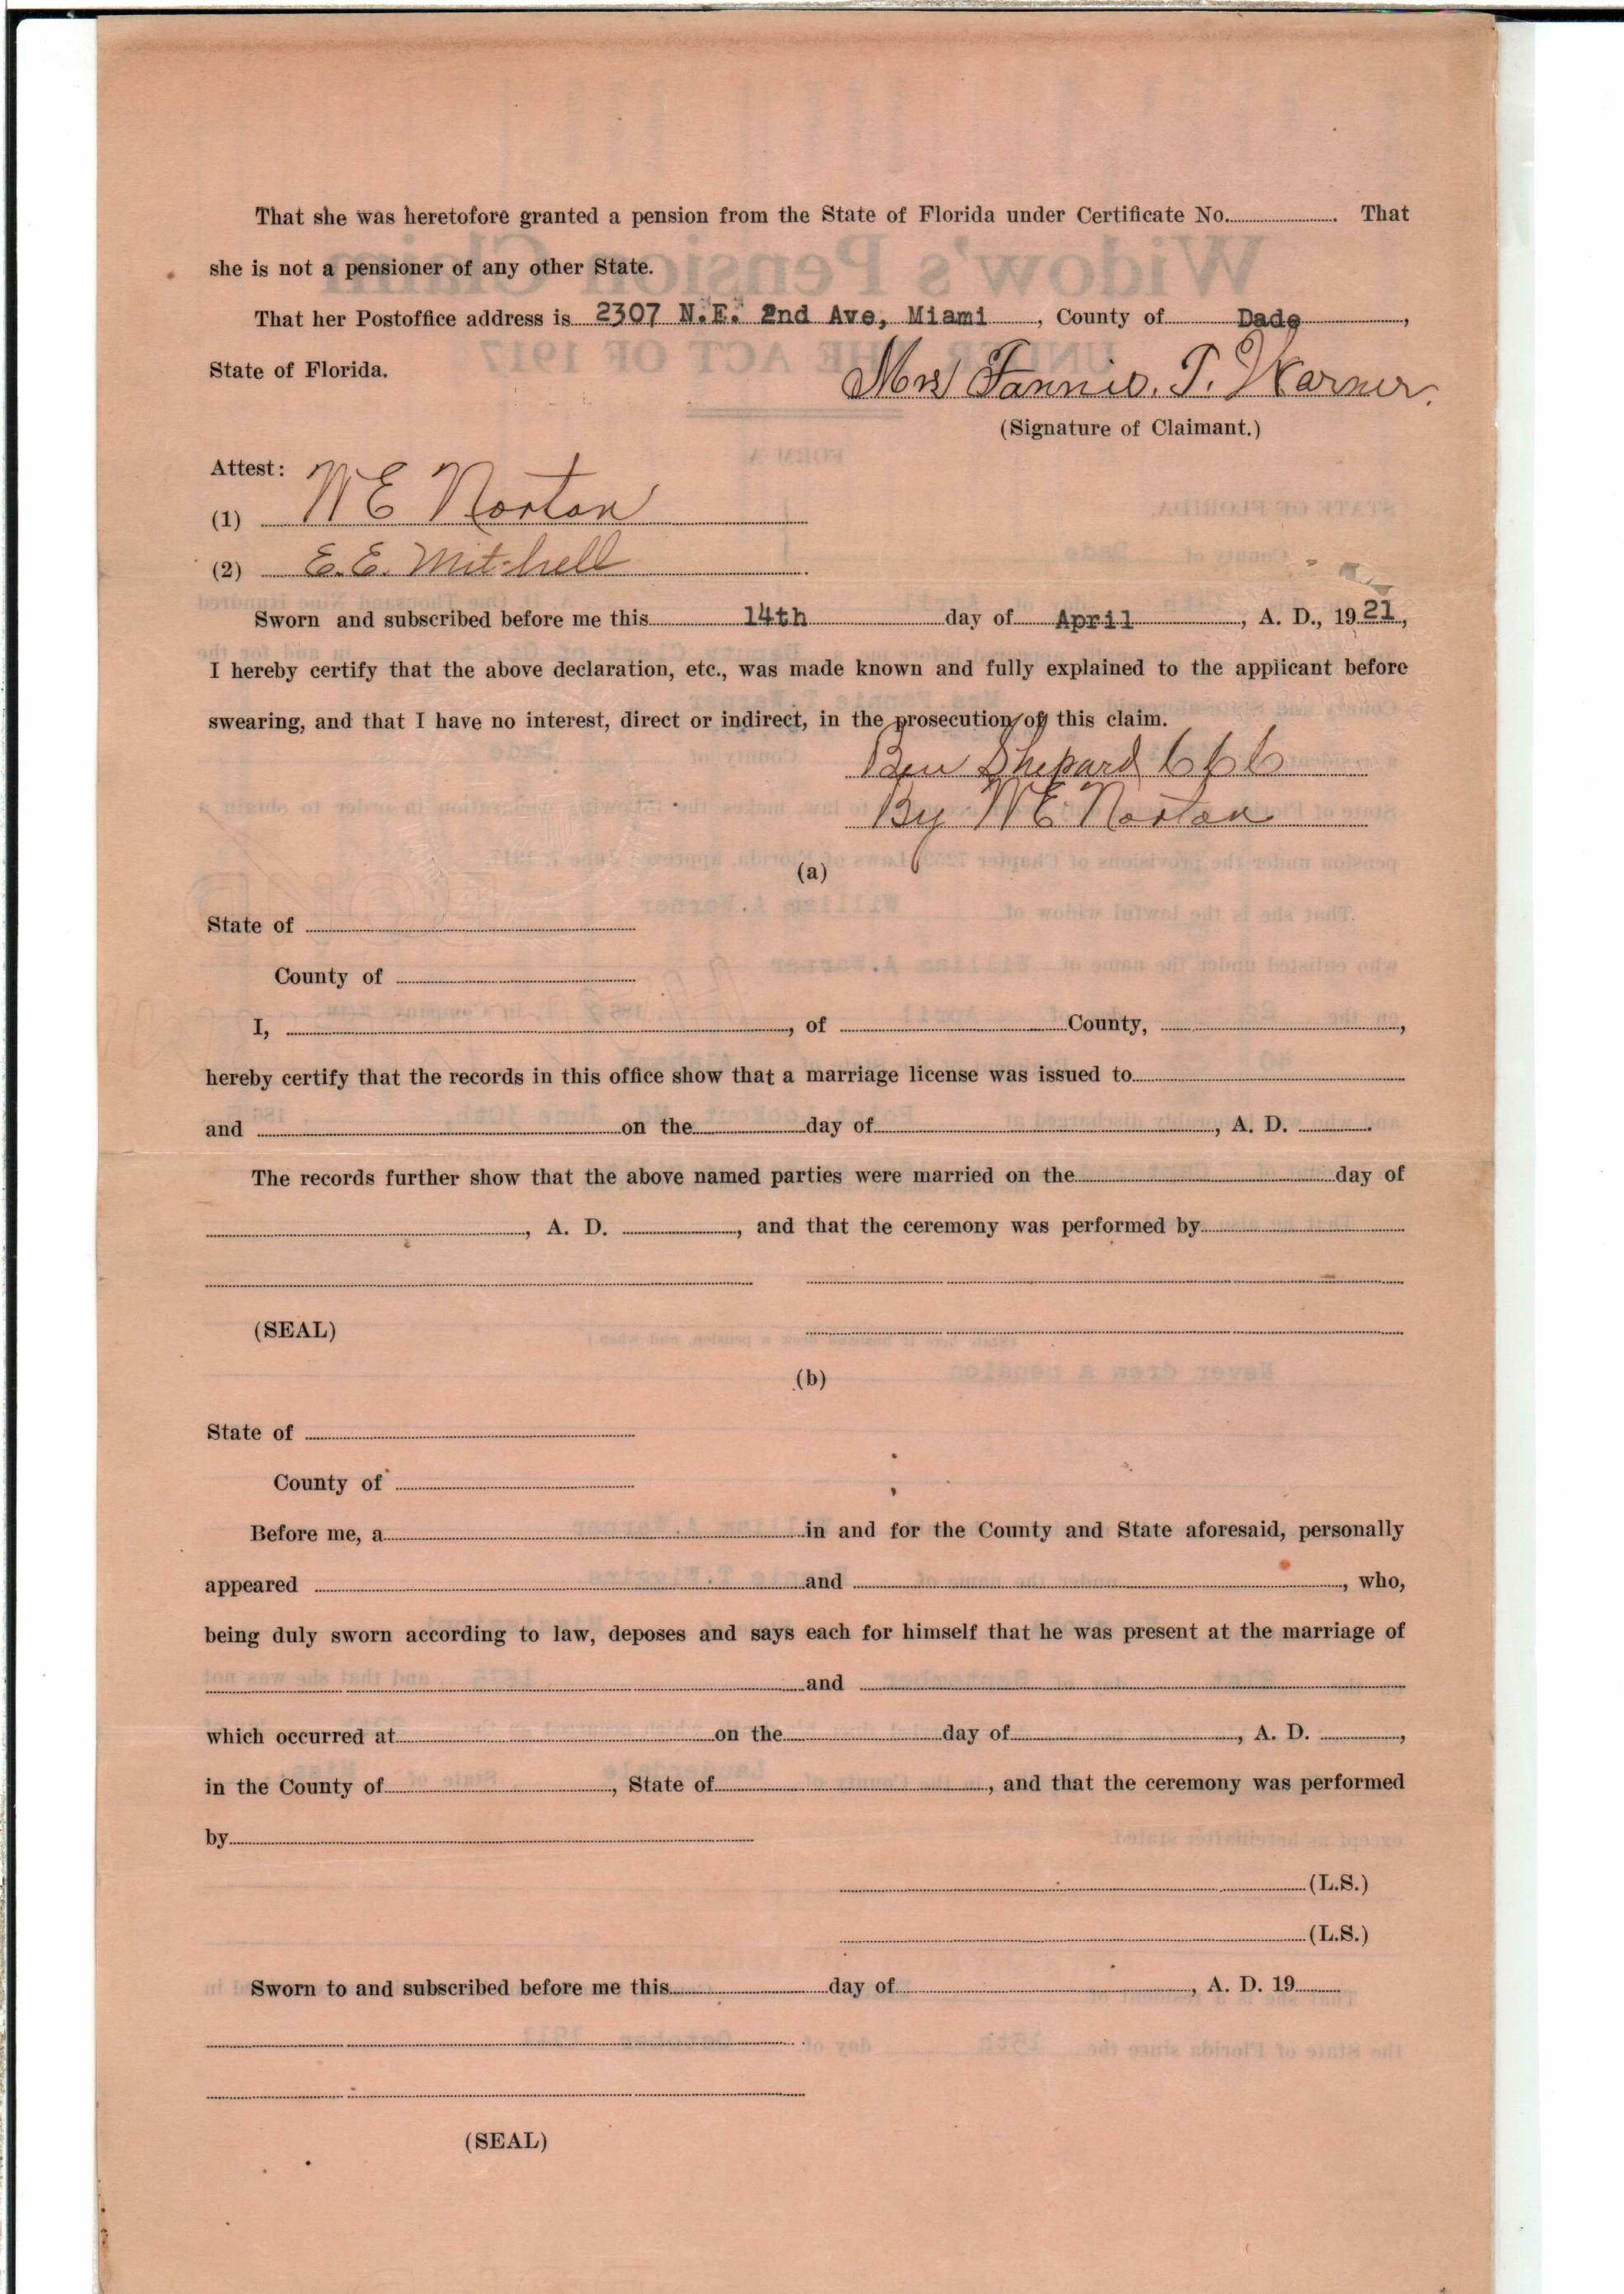 That she was heretofore granted a pension from the State of Florida under Certificate No. . That
she is not a pensioner of any other State.
That her Postoffice address is 2307 N.E. 2nd Ave, Miami , County of Dade ,
State of Florida.
Mrs Fannie. T. Warner.
(Signature of Claimant.)
Attest:
(1) W E Norton
(2) E. E. Mitchell
Sworn and subscribed before me this 14th day of April , A. D., 1921,
I hereby certify that the above declaration, etc., was made known and fully explained to the applicant before
swearing, and that I have no interest, direct or indirect, in the prosecution of this claim.
Ben Shepard
By W E Norton
(a)
State of
County of
I, , of County, ,
hereby certify that the records in this office show that a marriage license was issued to
and on the day of , A. D. .
The records further show that the above named parties were married on the day of
, A. D. , and that the ceremony was performed by
(SEAL)
(b)
State of
County of
Before me, a in and for the County and State aforesaid, personally
appeared and , who,
being duly sworn according to law, deposes and says each for himself that he was present at the marriage of
and
which occurred at on the day of , A. D. ,
in the County of , State of , and that the ceremony was performed
by
(L.S.)
(L.S.)
Sworn to and subscribed before me this day of , A. D. 19
(SEAL)